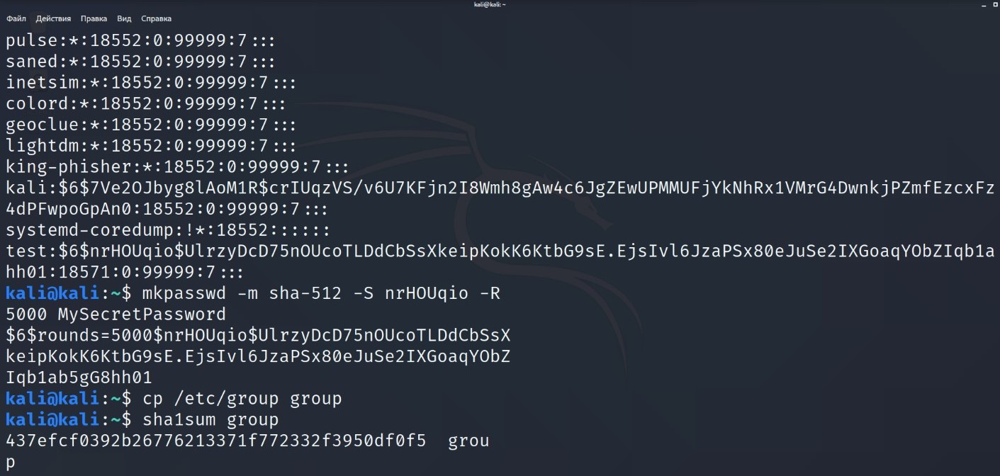 kali@kali: ~
Файл Действия Правка Вид Справка
pulse:*:18552:0:99999:7:::
saned:*:18552:0:99999:7:::
inetsim:*:18552:0:99999:7:::
colord:*:18552:0:99999:7:::
geoclue:*:18552:0:99999:7:::
lightdm:*:18552:0:99999:7:::
king-phisher:*:18552:0:99999:7:::
kali:$6$7Ve2OJbyg8lAoM1R$crIUqzVS/v6U7KFjn2I8Wmh8gAw4c6JgZEwUPMMUFjYkNhRx1VMrG4DwnkjPZmfEzcxFz
4dPFwpoGpAn0:18552:0:99999:7:::
systemd-coredump:!*:18552::::::
test:$6$nrHOUqio$UlrzyDcD75nOUcoTLDdCbSsXkeipKokK6KtbG9sE.EjsIvl6JzaPSx80eJuSe2IXGoaqYObZIqb1a
hh01:18571:0:99999:7:::
kali@kali:~$ mkpasswd -m sha-512 -S nrHOUqio -R
5000 MySecretPassword
$6$rounds=5000$nrHOUqio$UlrzyDcD75nOUcoTLDdCbSsX
keipKokK6KtbG9sE.EjsIvl6JzaPSx80eJuSe2IXGoaqYObZ
Iqb1ab5gG8hh01
kali@kali:~$ cp /etc/group group
kali@kali:~$ sha1sum group
437efcf0392b26776213371f772332f3950df0f5  grou
p